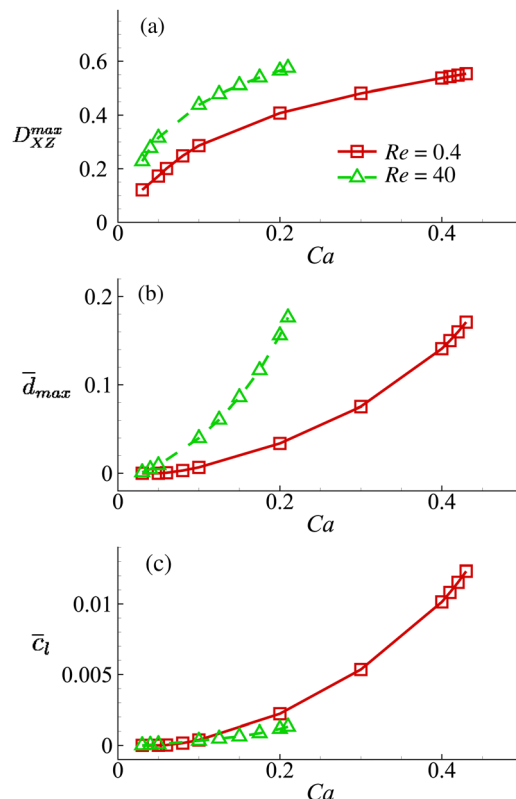 (a)
0.6
0.4
0.2
0
D_{XZ}^{max}
Re = 0.4
Re = 40
0 0.2 0.4
Ca
(b)
0.2
0.1
0
d̅_{max}
0 0.2 0.4
Ca
(c)
0.01
0.005
0
c̅_l
0 0.2 0.4
Ca